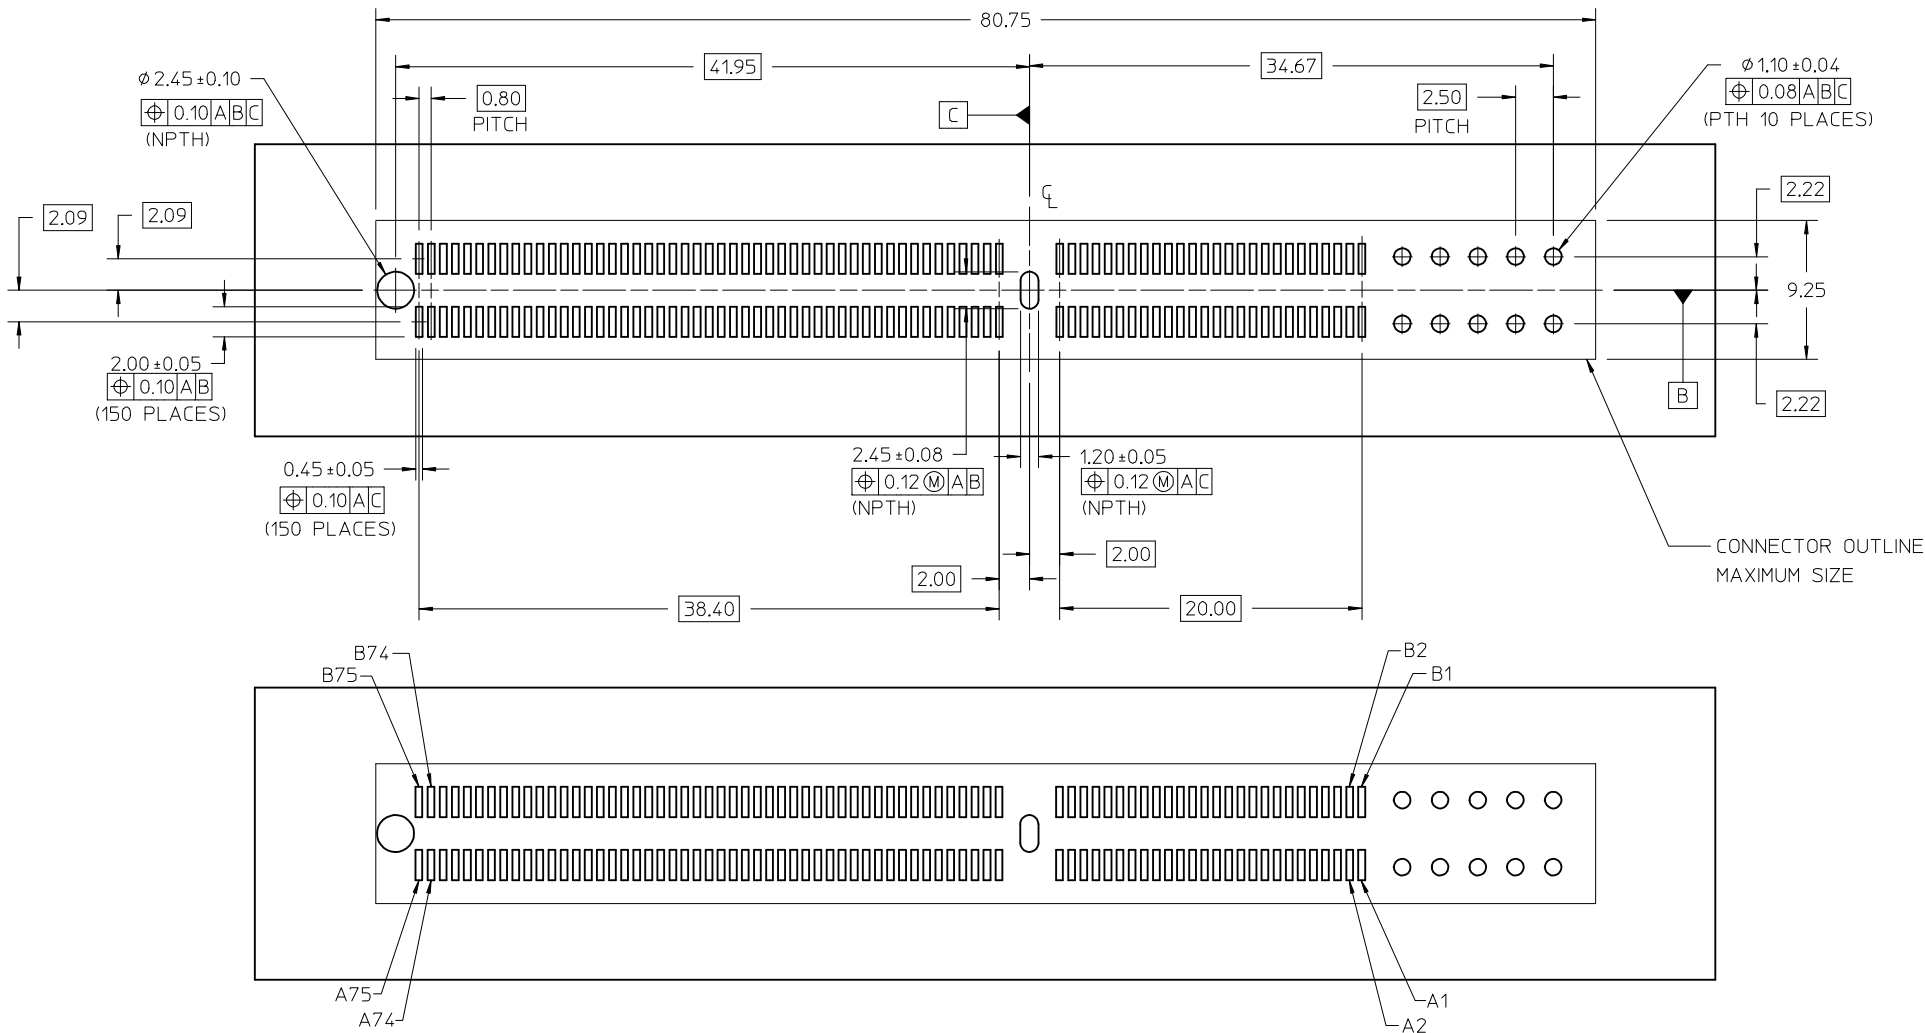 80.75
41.95
34.67
⌀2.45±0.10
⌖ 0.10 A B C
(NPTH)
0.80
PITCH
C
2.50
PITCH
⌀1.10±0.04
⌖ 0.08 A B C
(PTH 10 PLACES)
℄
2.09
2.09
2.22
9.25
2.00±0.05
⌖ 0.10 A B
(150 PLACES)
B
2.22
0.45±0.05
⌖ 0.10 A C
(150 PLACES)
2.45±0.08
⌖ 0.12 Ⓜ A B
(NPTH)
1.20±0.05
⌖ 0.12 Ⓜ A C
(NPTH)
CONNECTOR OUTLINE
MAXIMUM SIZE
2.00
2.00
38.40
20.00
B74
B75
B2
B1
A75
A74
A1
A2